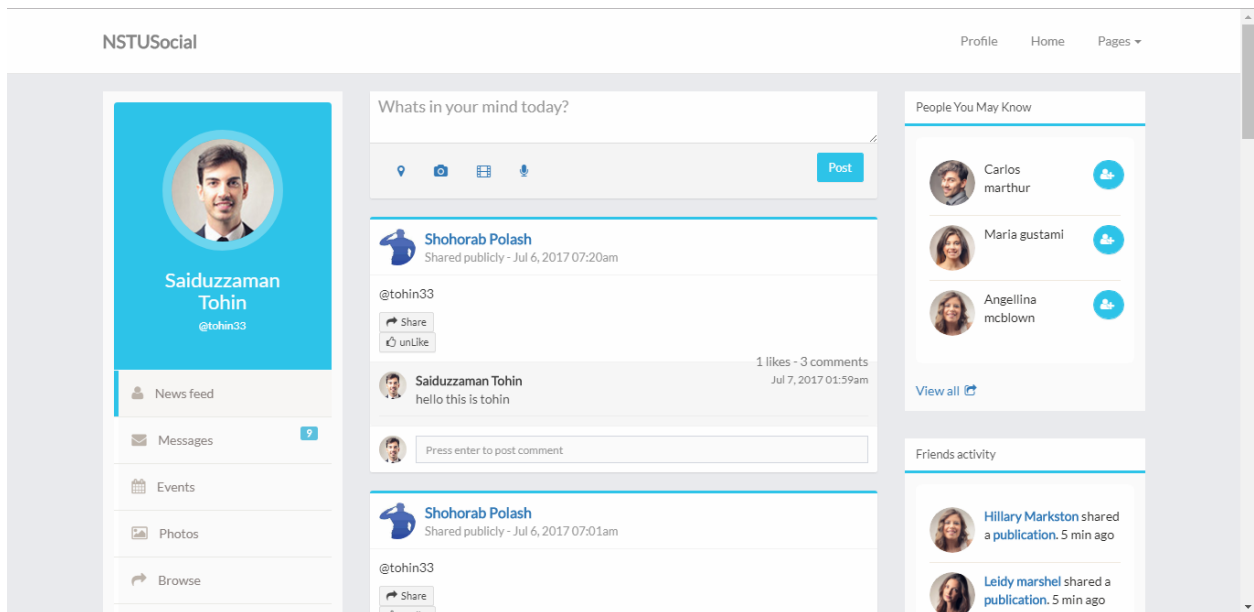 NSTUSocial
Profile
Home
Pages
Saiduzzaman
Tohin
@tohin33
News feed
Messages
9
Events
Photos
Browse
Whats in your mind today?
Post
Shohorab Polash
Shared publicly - Jul 6, 2017 07:20am
@tohin33
Share
unLike
1 likes - 3 comments
Saiduzzaman Tohin
Jul 7, 2017 01:59am
hello this is tohin
Press enter to post comment
Shohorab Polash
Shared publicly - Jul 6, 2017 07:01am
@tohin33
Share
People You May Know
Carlos
marthur
Maria gustami
Angellina
mcblown
View all
Friends activity
Hillary Markston shared
a publication. 5 min ago
Leidy marshel shared a
publication. 5 min ago